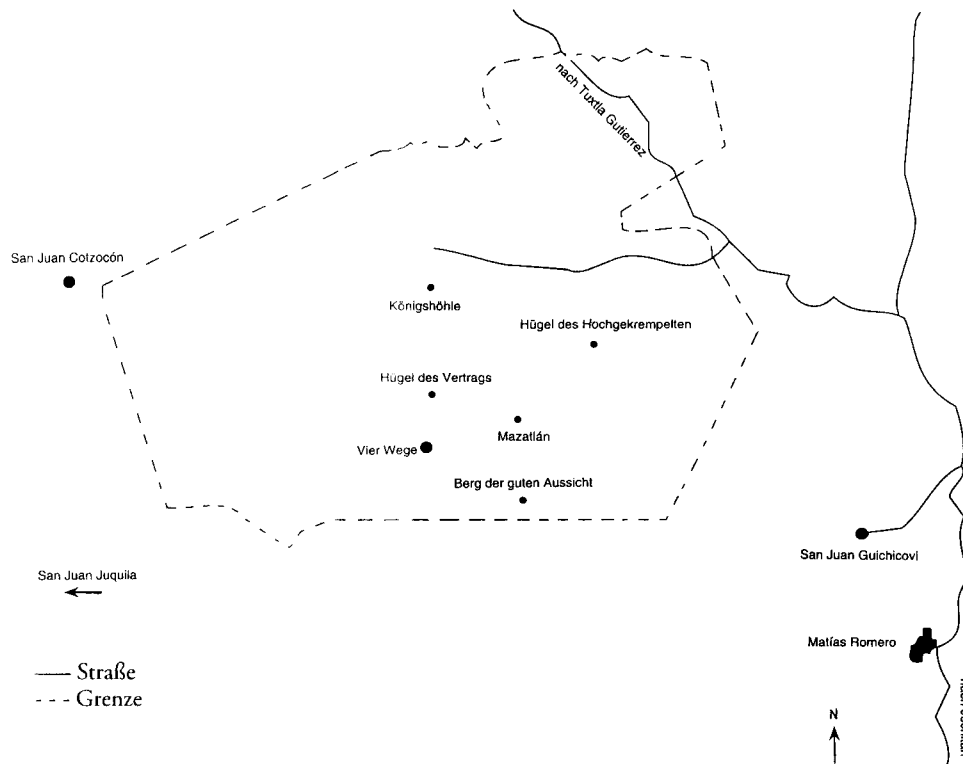 nach Tuxtla Gutierrez
San Juan Cotzocón
Königshöhle
Hügel des Hochgekrempelten
Hügel des Vertrags
Mazatlán
Vier Wege
Berg der guten Aussicht
San Juan Guichicovi
San Juan Juquila
Matías Romero
Straße
Grenze
N